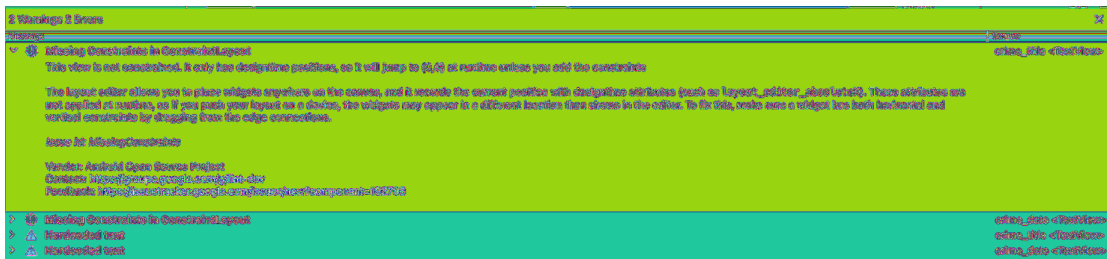 2 Warnings 2 Errors
Message Source
Missing Constraints in ConstraintLayout crime_title <TextView>
This view is not constrained. It only has designtime positions, so it will jump to (0,0) at runtime unless you add the constraints
The layout editor allows you to place widgets anywhere on the canvas, and it records the current position with designtime attributes (such as layout_editor_absoluteX). These attributes are
not applied at runtime, so if you push your layout on a device, the widgets may appear in a different location than shown in the editor. To fix this, make sure a widget has both horizontal and
vertical constraints by dragging from the edge connections.
Issue id: MissingConstraints
Vendor: Android Open Source Project
Contact: https://groups.google.com/g/lint-dev
Feedback:
Missing Constraints in ConstraintLayout crime_date <TextView>
Hardcoded text crime_title <TextView>
Hardcoded text crime_date <TextView>